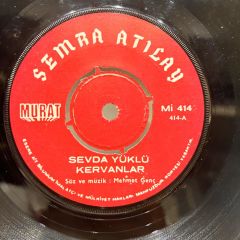 SEMRA ATILAY
MURAT
Mi 414
414-A
SEVDA YÜKLÜ
KERVANLAR
Söz ve müzik : Mehmet Genç